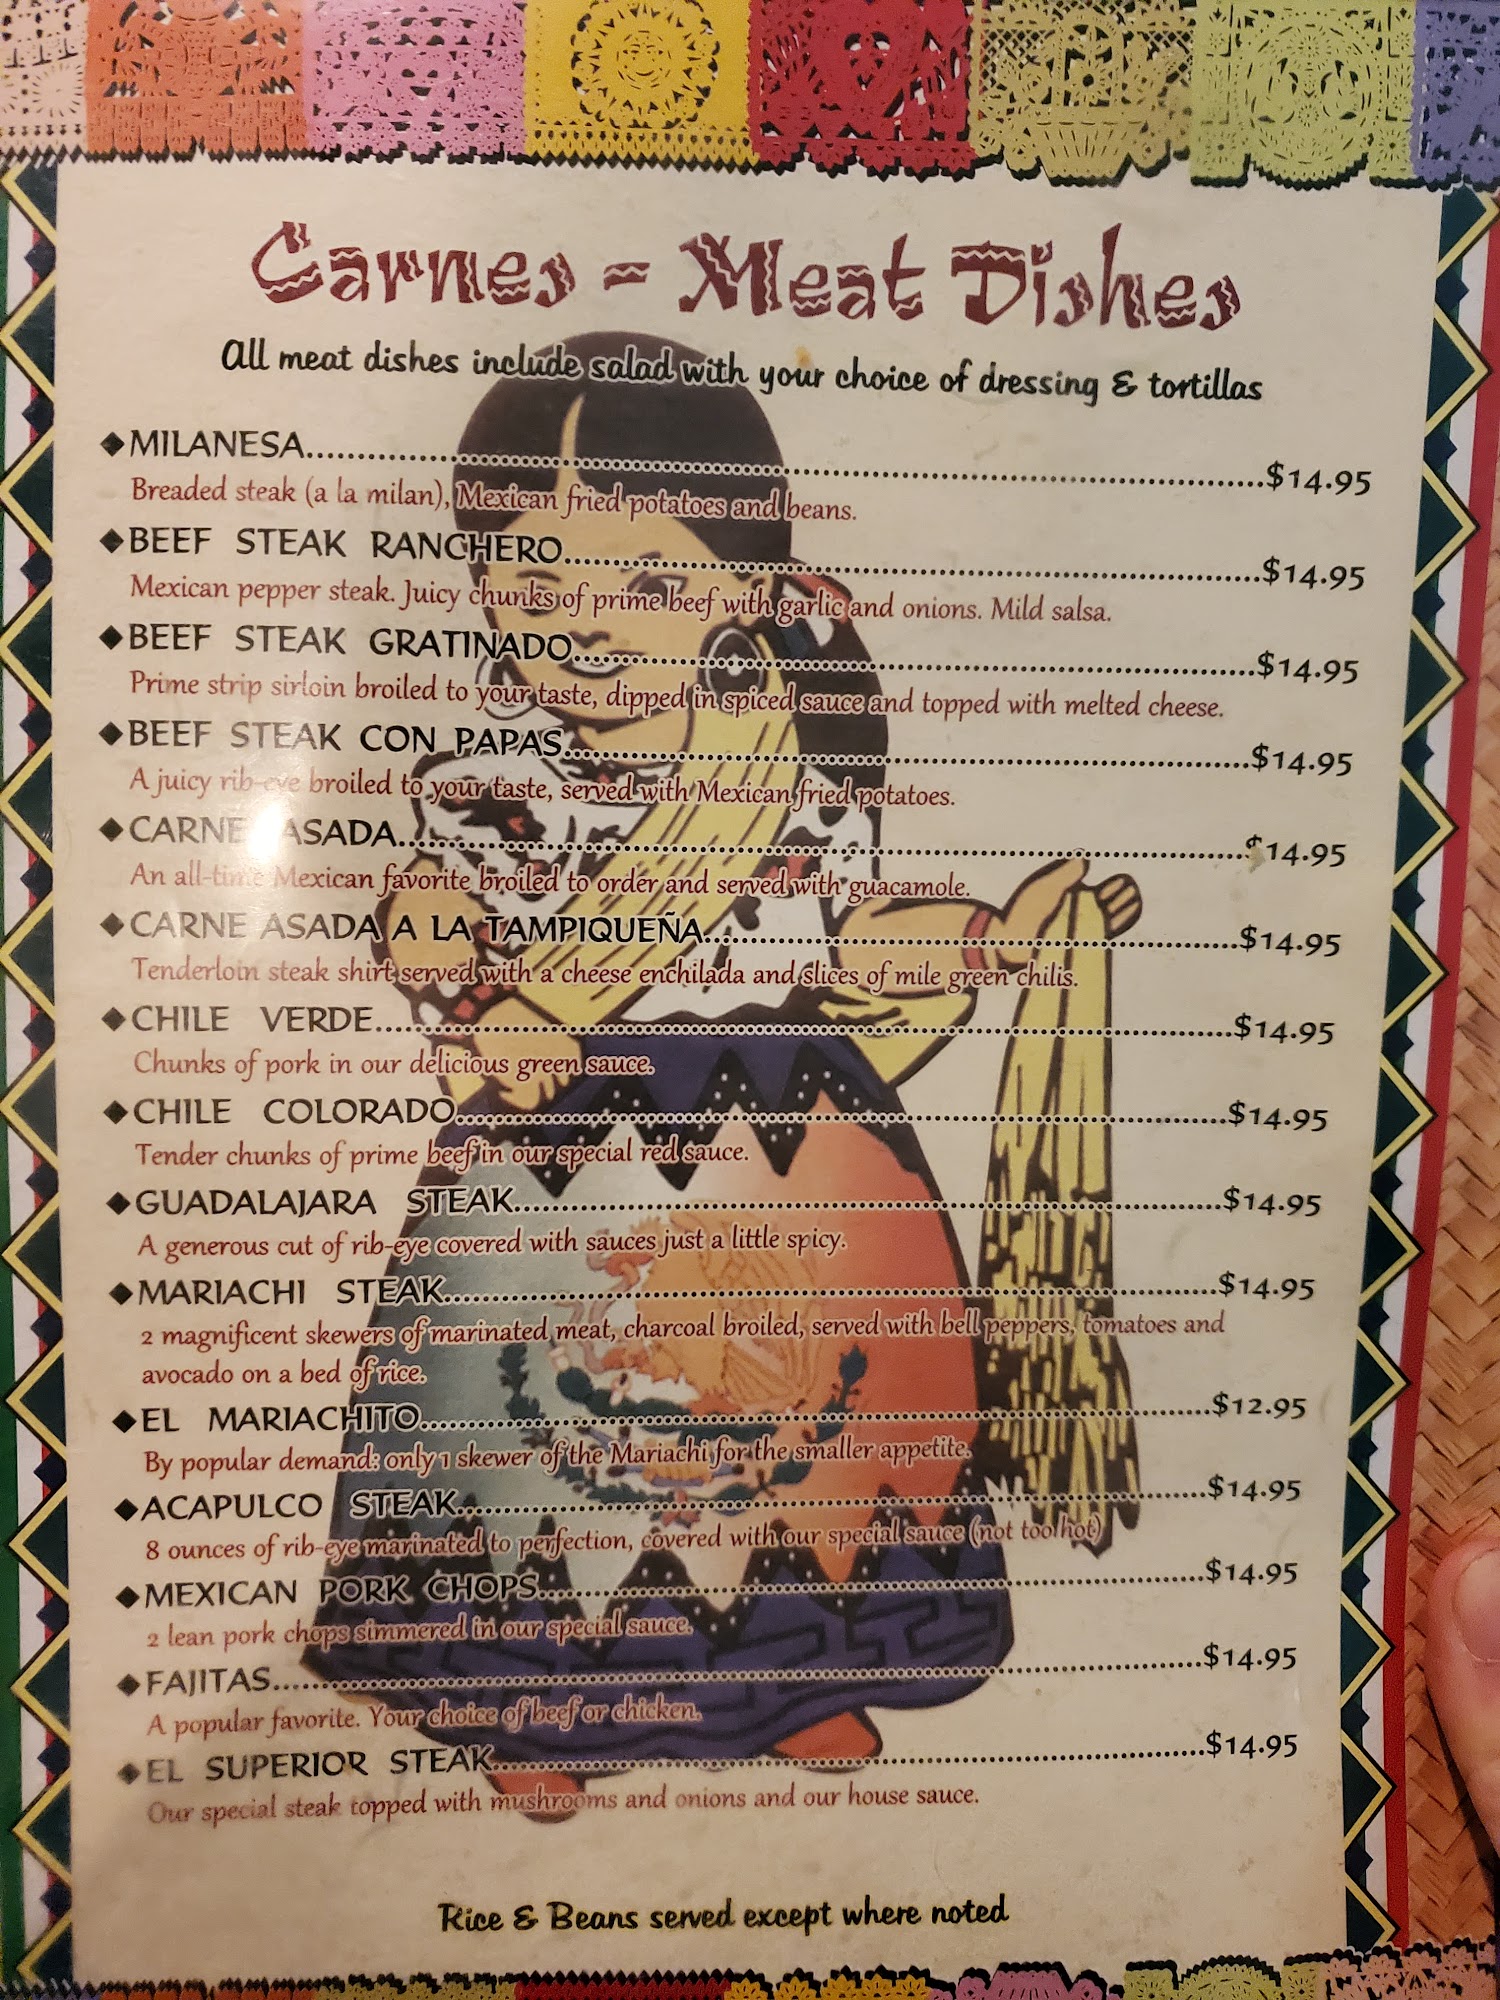 Carnes - Meat Dishes
All meat dishes include salad with your choice of dressing & tortillas
◆MILANESA..........$14.95
Breaded steak (a la milan), Mexican fried potatoes and beans.
◆BEEF STEAK RANCHERO..........$14.95
Mexican pepper steak. Juicy chunks of prime beef with garlic and onions. Mild salsa.
◆BEEF STEAK GRATINADO..........$14.95
Prime strip sirloin broiled to your taste, dipped in spiced sauce and topped with melted cheese.
◆BEEF STEAK CON PAPAS..........$14.95
A juicy rib-eye broiled to your taste, served with Mexican fried potatoes.
◆CARNE ASADA..........$14.95
An all-time Mexican favorite broiled to order and served with guacamole.
◆CARNE ASADA A LA TAMPIQUEÑA..........$14.95
Tenderloin steak shirt served with a cheese enchilada and slices of mile green chilis.
◆CHILE VERDE..........$14.95
Chunks of pork in our delicious green sauce.
◆CHILE COLORADO..........$14.95
Tender chunks of prime beef in our special red sauce.
◆GUADALAJARA STEAK..........$14.95
A generous cut of rib-eye covered with sauces just a little spicy.
◆MARIACHI STEAK..........$14.95
2 magnificent skewers of marinated meat, charcoal broiled, served with bell peppers, tomatoes and
avocado on a bed of rice.
◆EL MARIACHITO..........$12.95
By popular demand: only 1 skewer of the Mariachi for the smaller appetite.
◆ACAPULCO STEAK..........$14.95
8 ounces of rib-eye marinated to perfection, covered with our special sauce (not too hot)
◆MEXICAN PORK CHOPS..........$14.95
2 lean pork chops simmered in our special sauce.
◆FAJITAS..........$14.95
A popular favorite. Your choice of beef or chicken.
◆EL SUPERIOR STEAK..........$14.95
Our special steak topped with mushrooms and onions and our house sauce.
Rice & Beans served except where noted